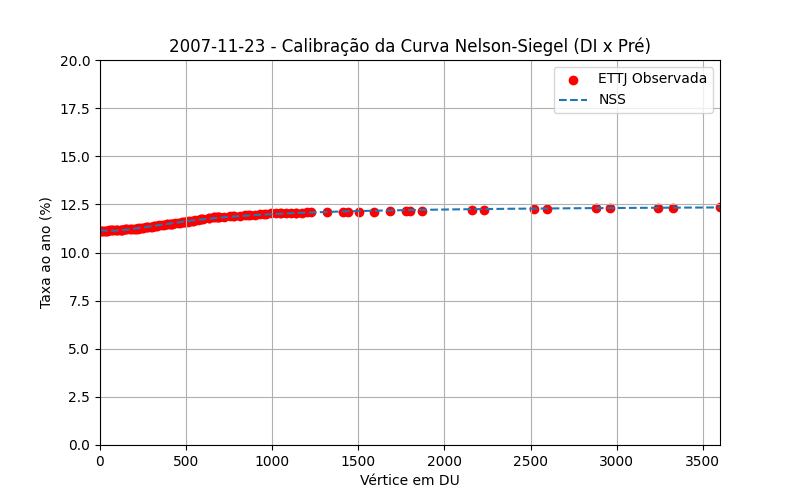 2007-11-23 - Calibração da Curva Nelson-Siegel (DI x Pré)
20.0
17.5
15.0
12.5
10.0
7.5
5.0
2.5
0.0
Taxa ao ano (%)
ETTJ Observada
NSS
0 500 1000 1500 2000 2500 3000 3500
Vértice em DU